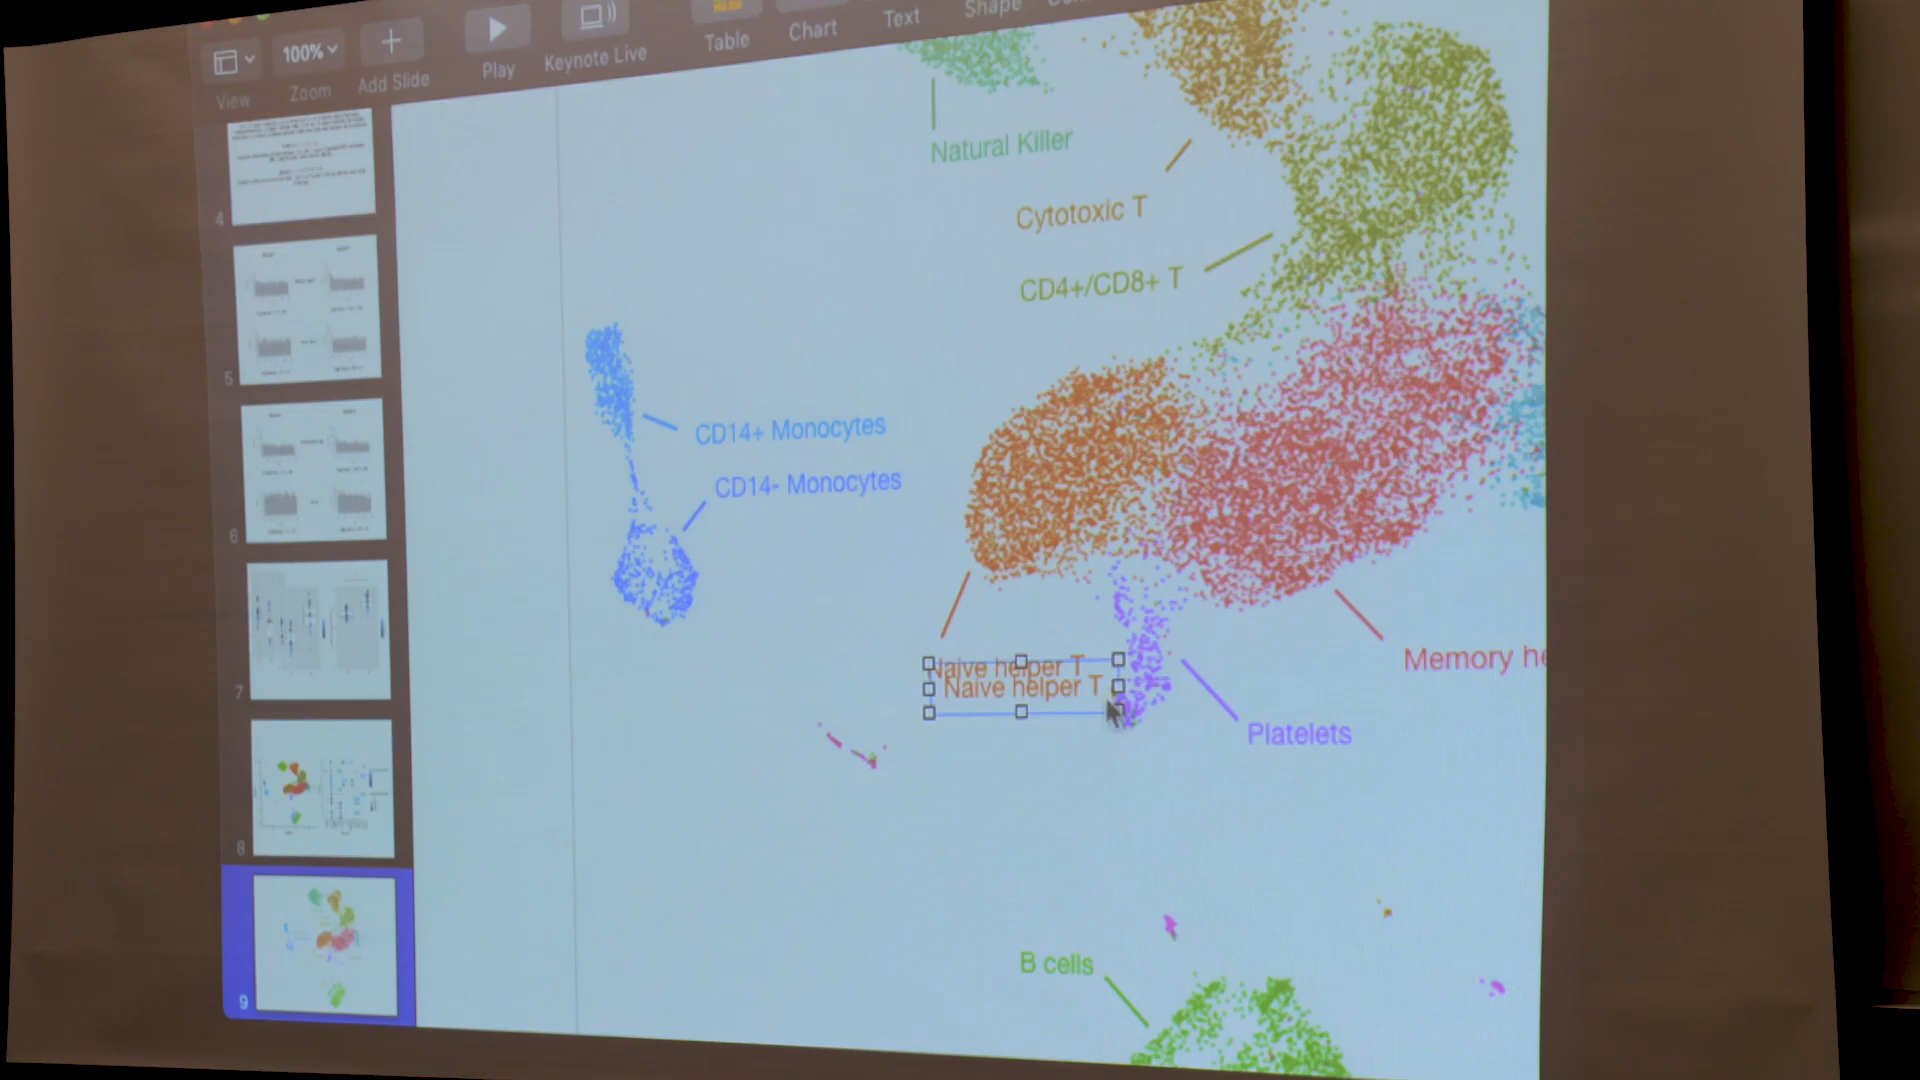 View
100%
Zoom
Add Slide
Play
Keynote Live
Table
Chart
Text
Shape
4
5
6
7
8
9
Natural Killer
Cytotoxic T
CD4+/CD8+ T
CD14+ Monocytes
CD14- Monocytes
Naive helper T
Naive helper T
Memory he
Platelets
B cells